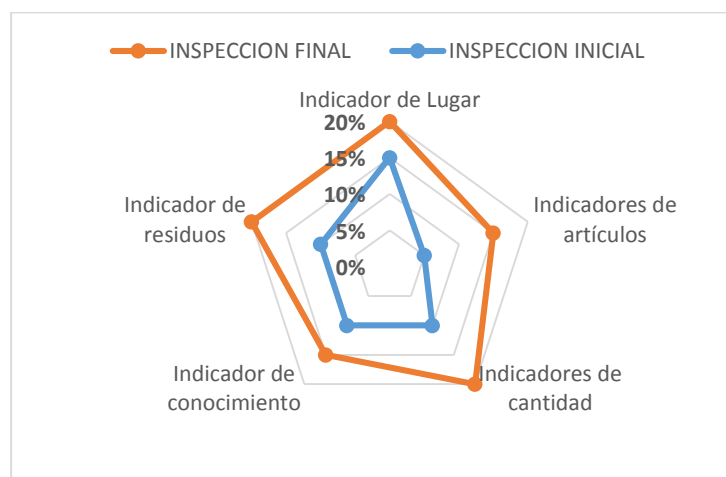 INSPECCION FINAL
INSPECCION INICIAL
Indicador de Lugar
20%
15%
10%
5%
0%
Indicadores de
artículos
Indicadores de
cantidad
Indicador de
conocimiento
Indicador de
residuos